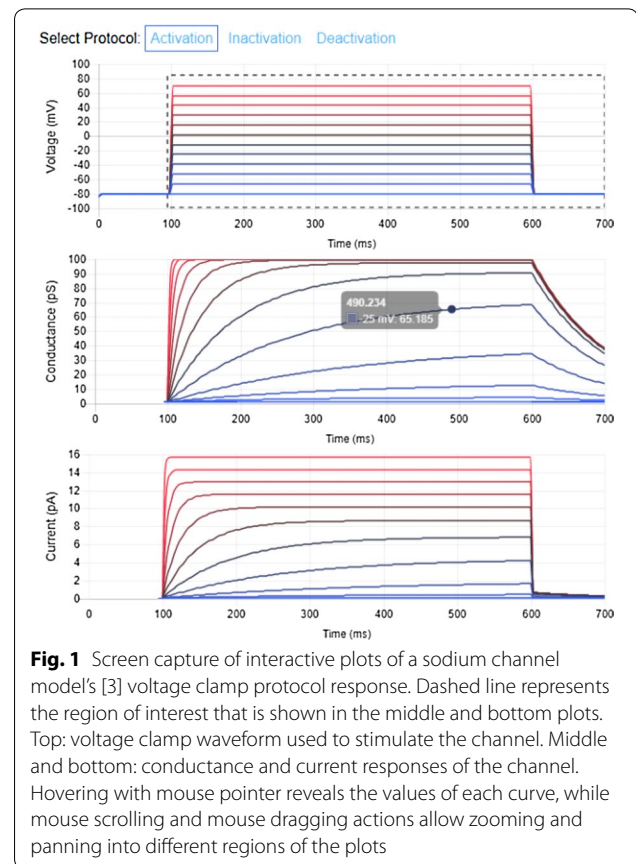 Select Protocol: Activation Inactivation Deactivation
100
80
60
40
20
0
-20
-40
-60
-80
-100
Voltage (mV)
0 100 200 300 400 500 600 700
Time (ms)
100
90
80
70
60
50
40
30
20
10
0
Conductance (pS)
490.234
-25 mV: 65.185
0 100 200 300 400 500 600 700
Time (ms)
16
14
12
10
8
6
4
2
0
Current (pA)
0 100 200 300 400 500 600 700
Time (ms)
Fig. 1 Screen capture of interactive plots of a sodium channel
model's [3] voltage clamp protocol response. Dashed line represents
the region of interest that is shown in the middle and bottom plots.
Top: voltage clamp waveform used to stimulate the channel. Middle
and bottom: conductance and current responses of the channel.
Hovering with mouse pointer reveals the values of each curve, while
mouse scrolling and mouse dragging actions allow zooming and
panning into different regions of the plots